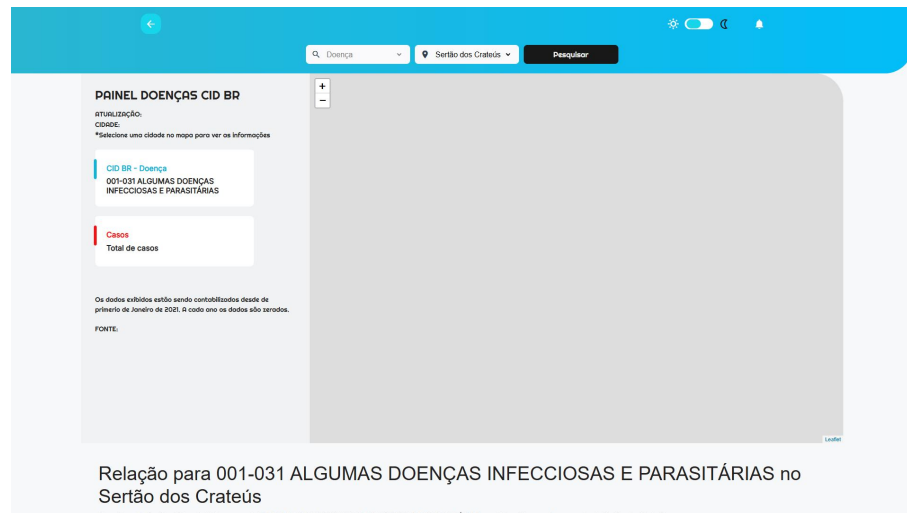 Doença
Sertão dos Crateús
Pesquisar
+
−
PAINEL DOENÇAS CID BR
ATUALIZAÇÃO:
CIDADE:
*Selecione uma cidade no mapa para ver as informações
CID BR - Doença
001-031 ALGUMAS DOENÇAS
INFECCIOSAS E PARASITÁRIAS
Casos
Total de casos
Os dados exibidos estão sendo contabilizados desde de
primerio de Janeiro de 2021. A cada ano os dados são zerados.
FONTE:
Leaflet
Relação para 001-031 ALGUMAS DOENÇAS INFECCIOSAS E PARASITÁRIAS no
Sertão dos Crateús